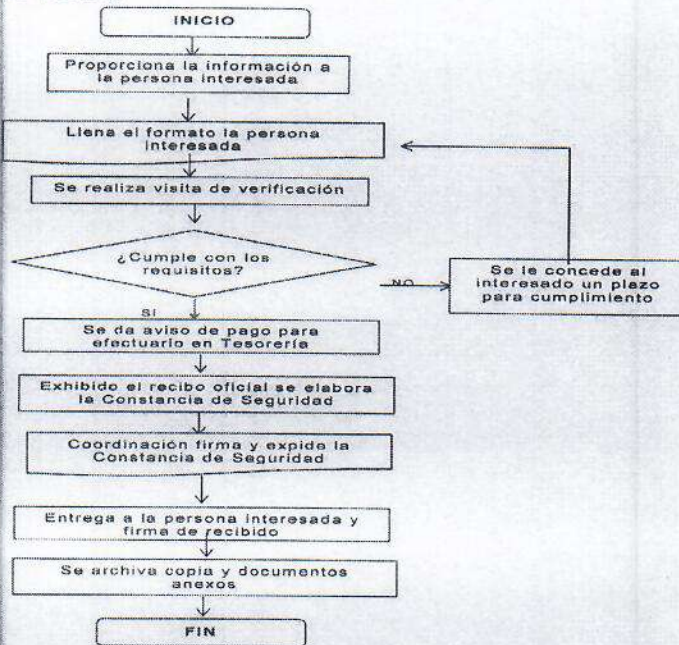 INICIO
Proporciona la información a
la persona interesada
Llena el formato la persona
interesada
Se realiza visita de verificación
¿Cumple con los
requisitos?
NO
Se le concede al
interesado un plazo
para cumplimiento
SI
Se da aviso de pago para
efectuarlo en Tesorería
Exhibido el recibo oficial se elabora
la Constancia de Seguridad
Coordinación firma y expide la
Constancia de Seguridad
Entrega a la persona interesada y
firma de recibido
Se archiva copia y documentos
anexos
FIN